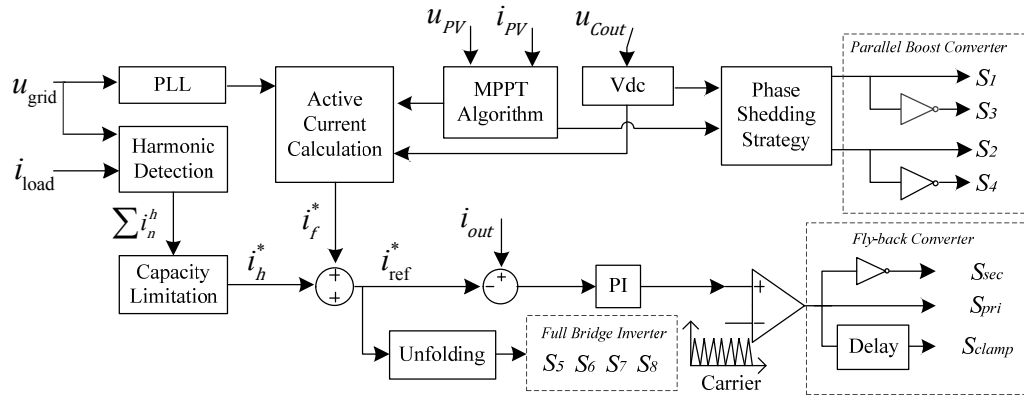 u_PV i_PV u_Cout
Parallel Boost Converter
u_grid
PLL
Active
Current
Calculation
MPPT
Algorithm
Vdc
Phase
Shedding
Strategy
S1
S3
S2
S4
i_load
Harmonic
Detection
∑ i_n^h
i_f^*
i_out
Fly-back Converter
Capacity
Limitation
i_h^*
+
+
i_ref^*
-
+
PI
+
−
S_sec
S_pri
Delay
S_clamp
Unfolding
Full Bridge Inverter
S5 S6 S7 S8
Carrier